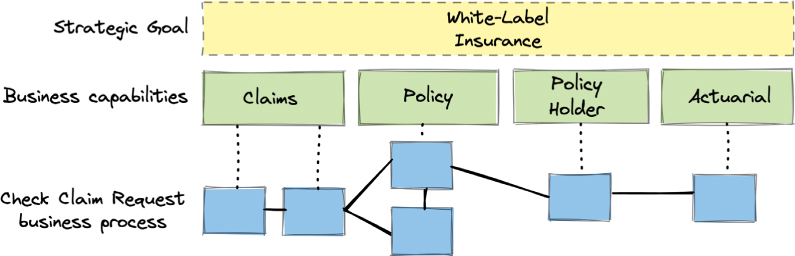 Strategic Goal
White-Label
Insurance
Business capabilities
Claims
Policy
Policy
Holder
Actuarial
Check Claim Request
business process